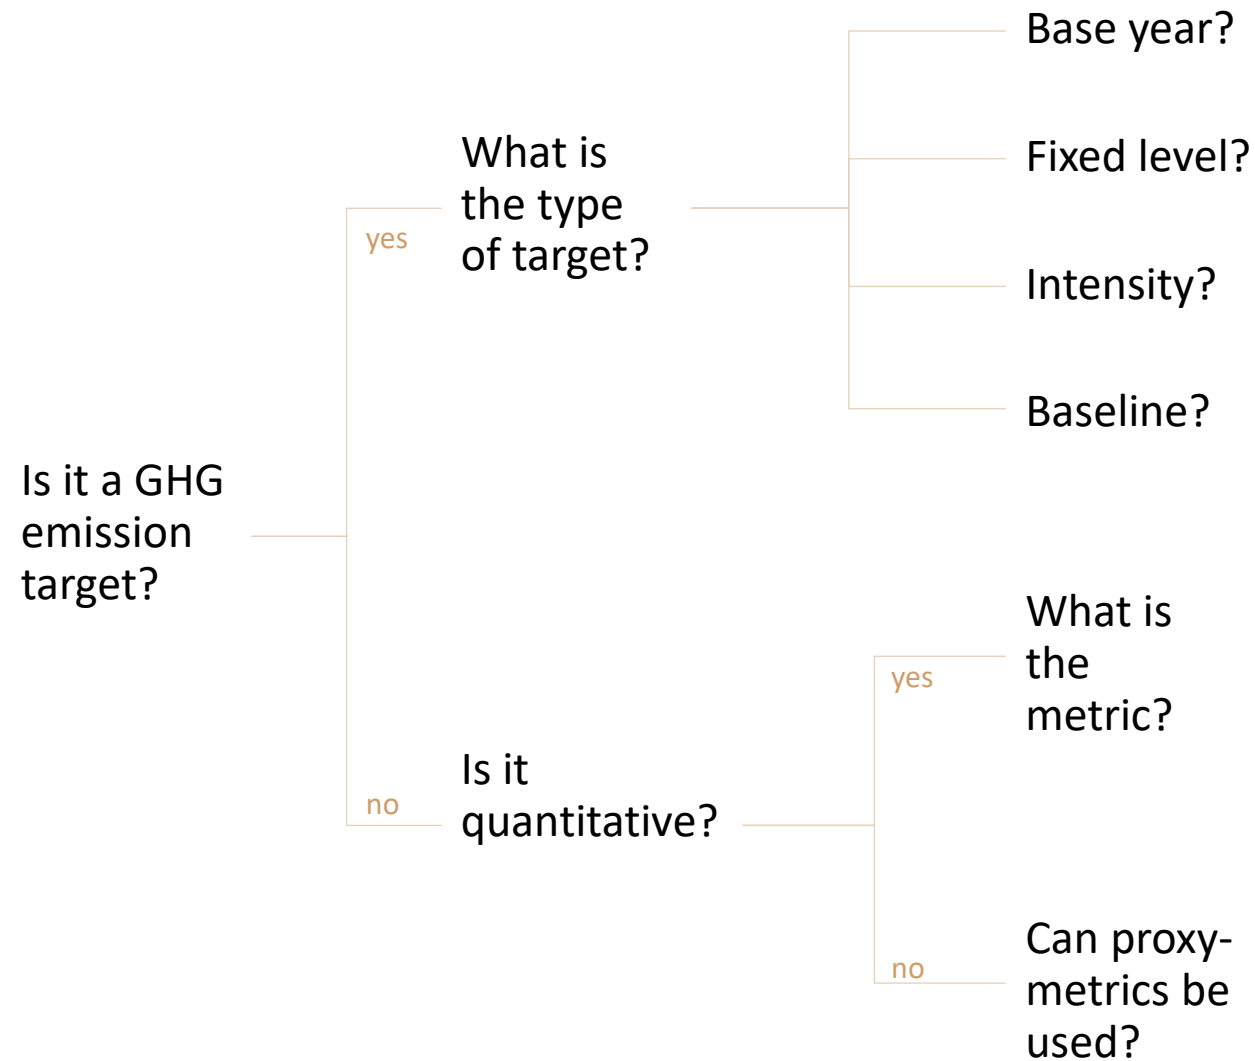 Is it a GHG
emission
target?
yes
What is
the type
of target?
Base year?
Fixed level?
Intensity?
Baseline?
no
Is it
quantitative?
yes
What is
the
metric?
no
Can proxy-
metrics be
used?